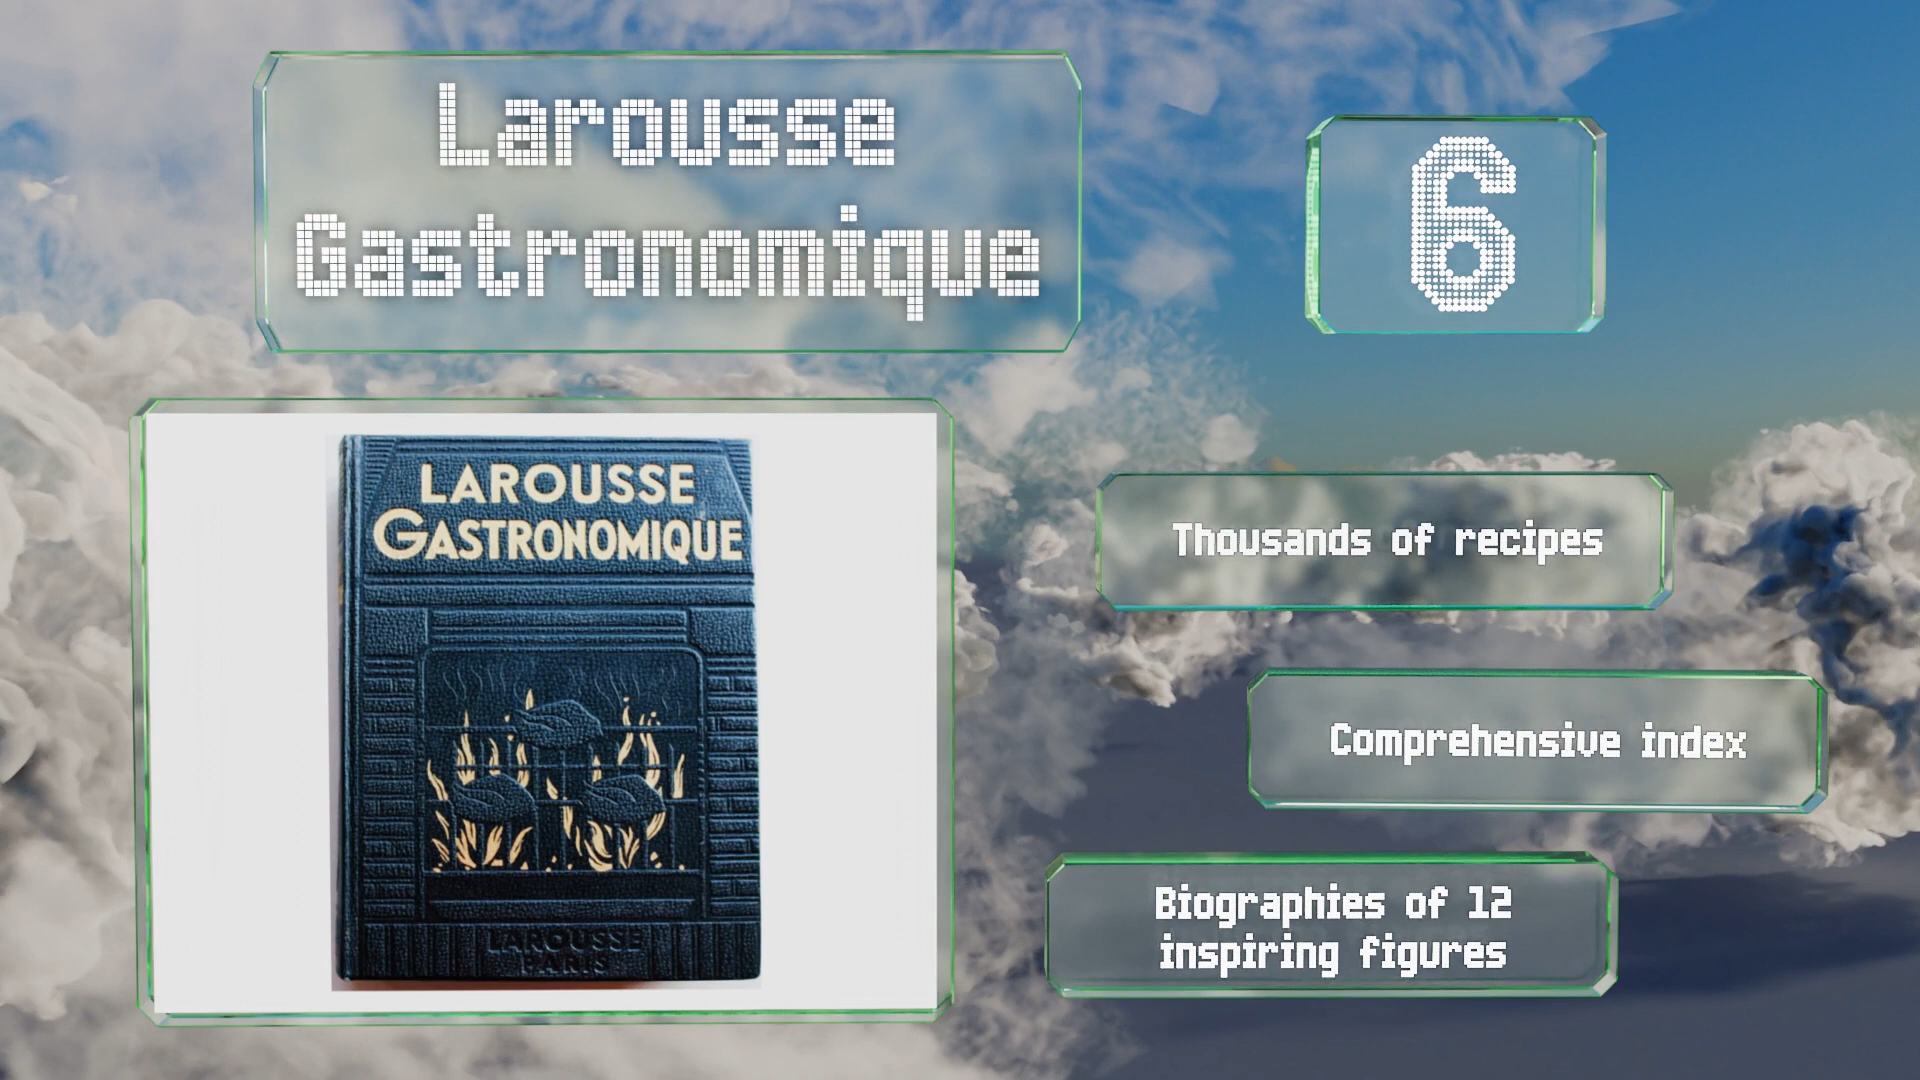 Larousse
Gastronomique
6
LAROUSSE
GASTRONOMIQUE
LAROUSSE
PARIS
Thousands of recipes
Comprehensive index
Biographies of 12
inspiring figures